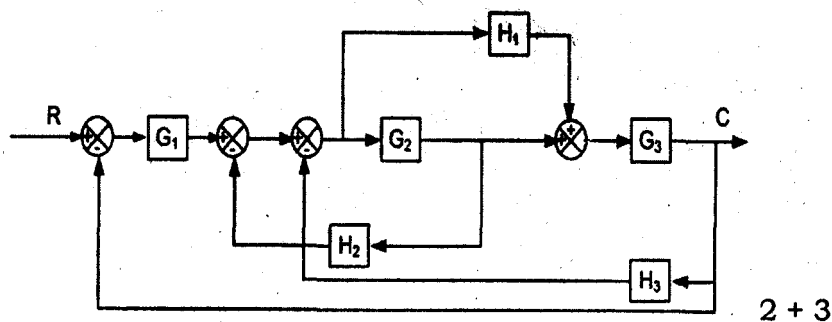 H₁
R
C
+
+
+
+
+
G₁
G₂
G₃
-
-
-
H₂
H₃
2 + 3